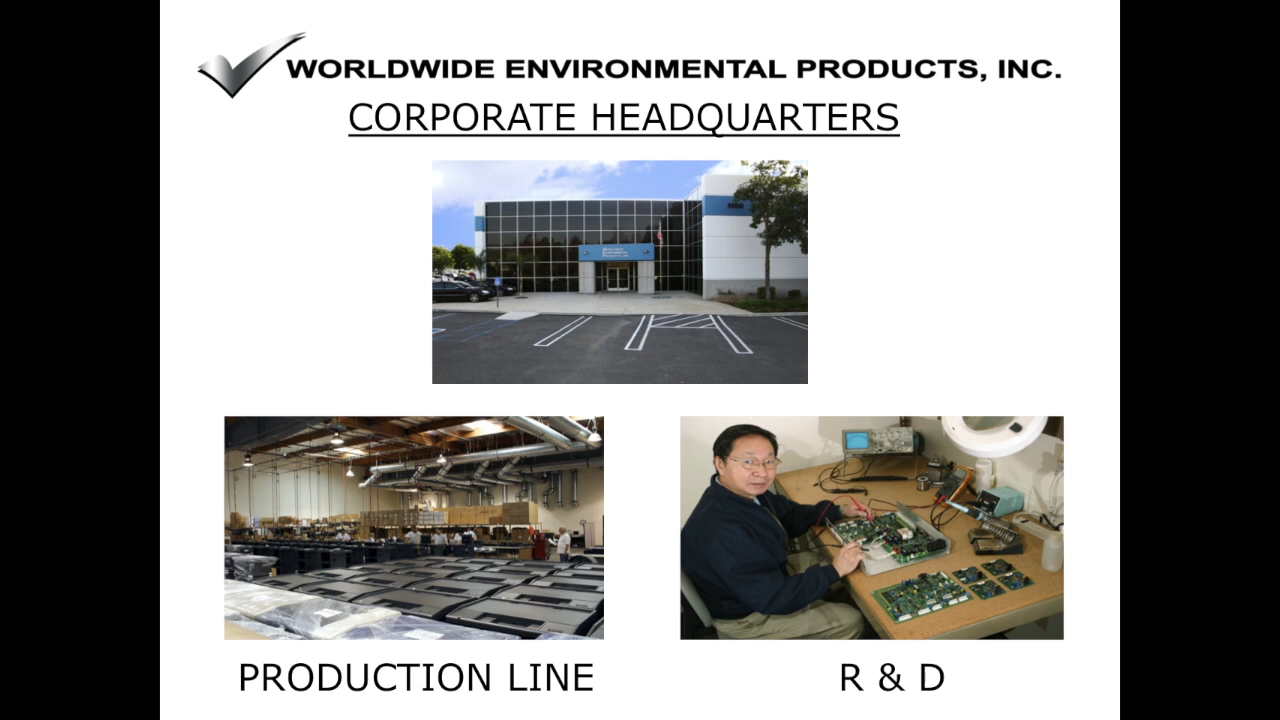 WORLDWIDE ENVIRONMENTAL PRODUCTS, INC.
CORPORATE HEADQUARTERS
PRODUCTION LINE
R & D